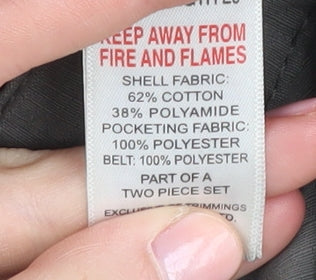 KEEP AWAY FROM
FIRE AND FLAMES
SHELL FABRIC:
62% COTTON
38% POLYAMIDE
POCKETING FABRIC:
100% POLYESTER
BELT: 100% POLYESTER
PART OF A
TWO PIECE SET
OF TRIMMINGS